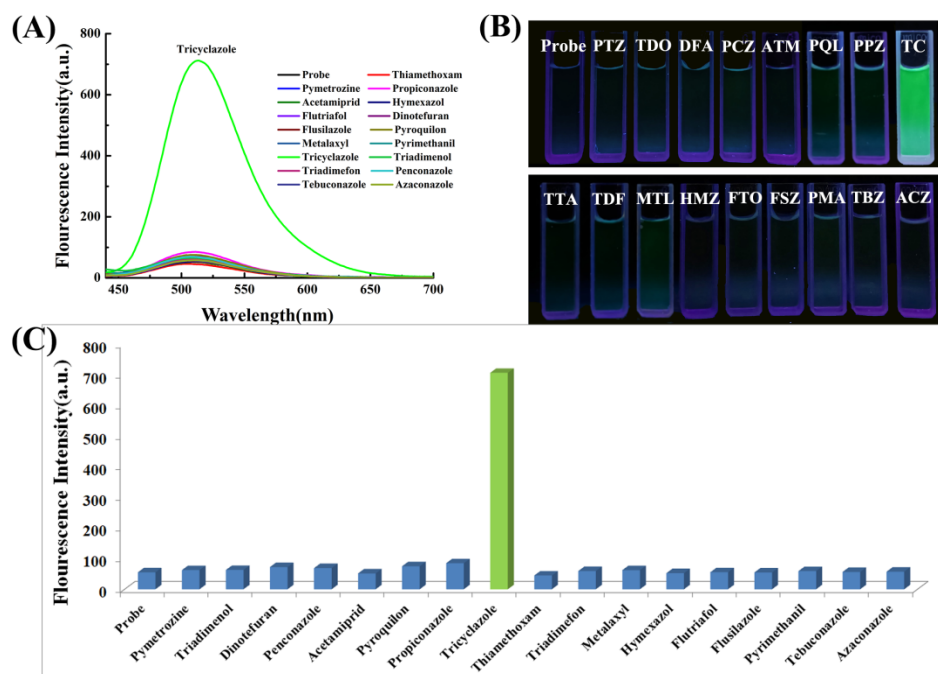 (A)
Flourescence Intensity(a.u.)
800
600
400
200
0
Tricyclazole
Probe Thiamethoxam
Pymetrozine Propiconazole
Acetamiprid Hymexazol
Flutriafol Dinotefuran
Flusilazole Pyroquilon
Metalaxyl Pyrimethanil
Tricyclazole Triadimenol
Triadimefon Penconazole
Tebuconazole Azaconazole
450 500 550 600 650 700
Wavelength(nm)
(B)
Probe PTZ TDO DFA PCZ ATM PQL PPZ TC
TTA TDF MTL HMZ FTO FSZ PMA TBZ ACZ
(C)
Flourescence Intensity(a.u.)
800
700
600
500
400
300
200
100
0
Probe
Pymetrozine
Triadimenol
Dinotefuran
Penconazole
Acetamiprid
Pyroquilon
Propiconazole
Tricyclazole
Thiamethoxam
Triadimefon
Metalaxyl
Hymexazol
Flutriafol
Flusilazole
Pyrimethanil
Tebuconazole
Azaconazole